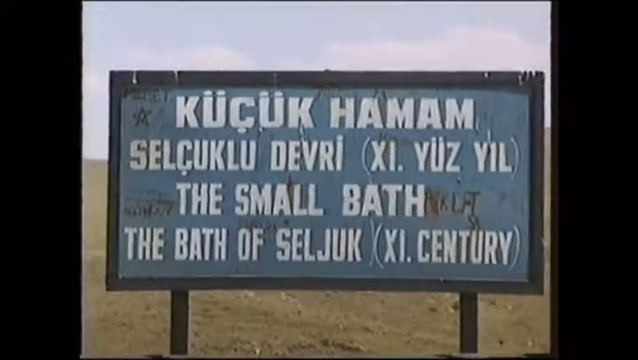 KÜÇÜK HAMAM
SELÇUKLU DEVRİ (XI. YÜZ YIL)
THE SMALL BATH
THE BATH OF SELJUK (XI. CENTURY)